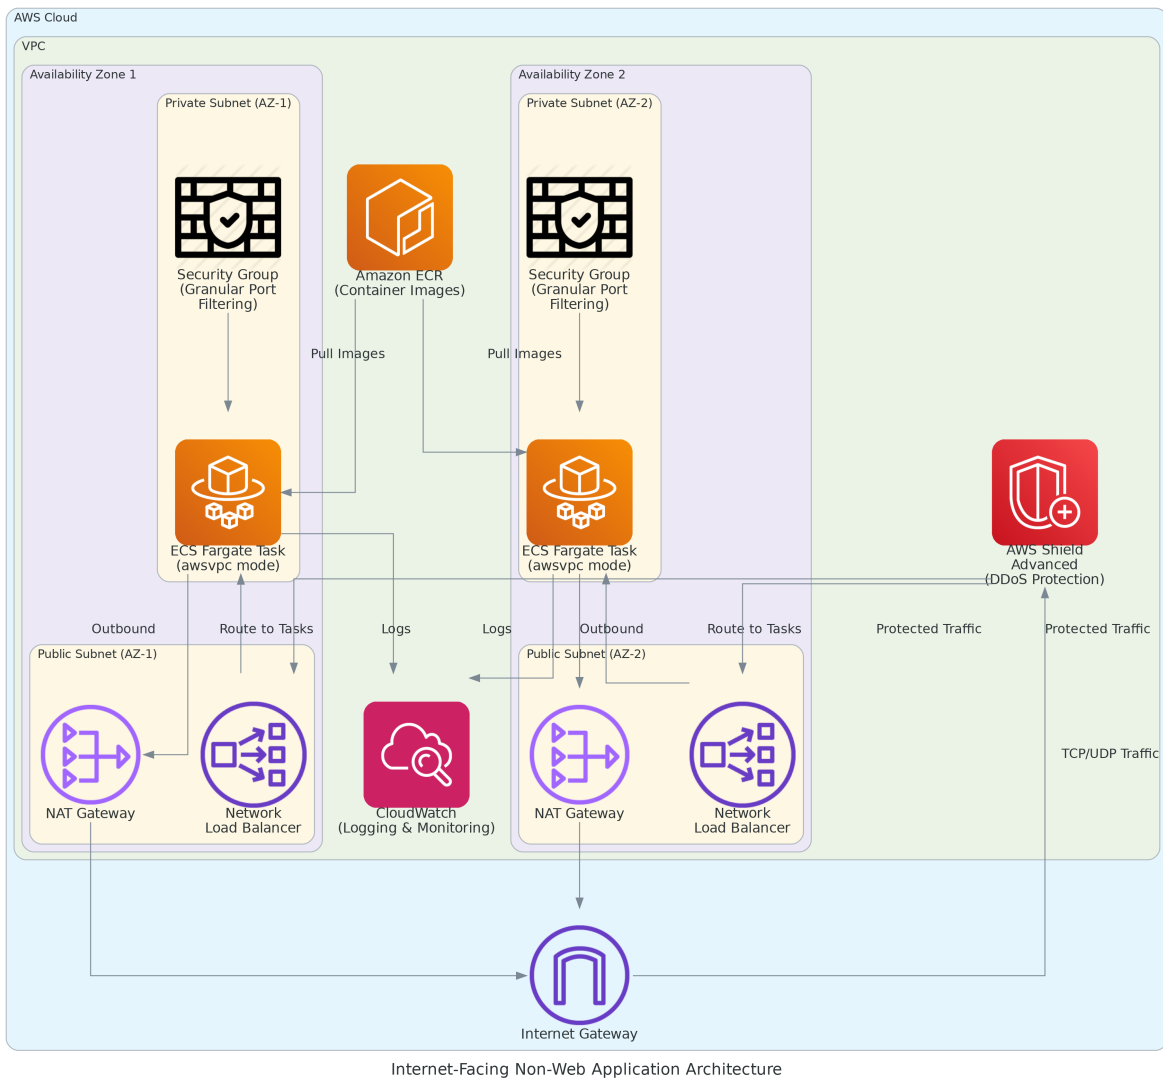 AWS Cloud
VPC
Availability Zone 1
Availability Zone 2
Private Subnet (AZ-1)
Private Subnet (AZ-2)
Security Group
(Granular Port
Filtering)
Amazon ECR
(Container Images)
Security Group
(Granular Port
Filtering)
Pull Images
Pull Images
ECS Fargate Task
(awsvpc mode)
ECS Fargate Task
(awsvpc mode)
AWS Shield
Advanced
(DDoS Protection)
Outbound
Route to Tasks
Logs
Logs
Outbound
Route to Tasks
Protected Traffic
Protected Traffic
Public Subnet (AZ-1)
Public Subnet (AZ-2)
TCP/UDP Traffic
NAT Gateway
Network
Load Balancer
CloudWatch
(Logging & Monitoring)
NAT Gateway
Network
Load Balancer
Internet Gateway
Internet-Facing Non-Web Application Architecture